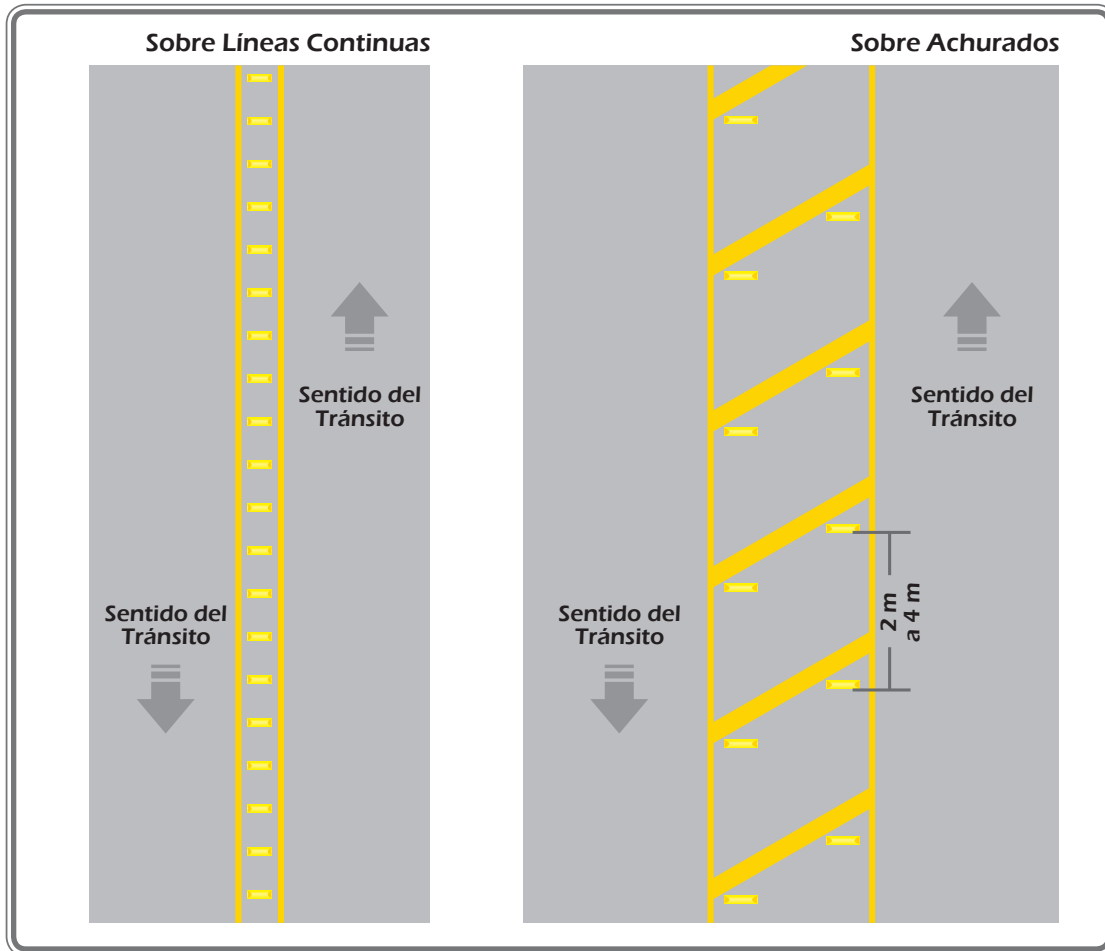 Sobre Líneas Continuas
Sentido del
Tránsito
Sentido del
Tránsito
Sobre Achurados
Sentido del
Tránsito
Sentido del
Tránsito
2 m
a 4 m